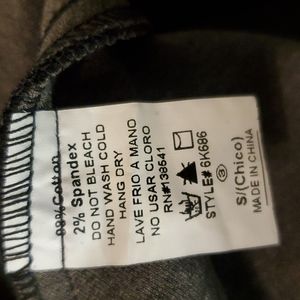 98%Cotton
2% Spandex
DO NOT BLEACH
HAND WASH COLD
HANG DRY
LAVE FRIO A MANO
NO USAR CLORO
RN#138541
STYLE# 6K686
3
S/(Chico)
MADE IN CHINA